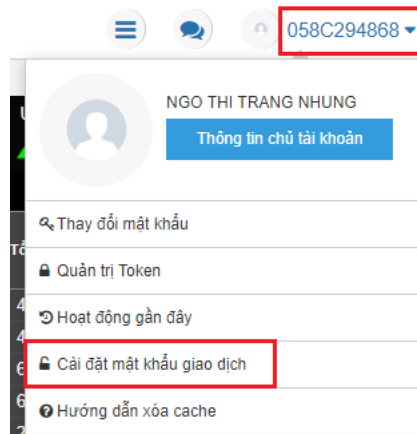 058C294868
NGO THI TRANG NHUNG
Thông tin chủ tài khoản
Thay đổi mật khẩu
Quản trị Token
Hoạt động gần đây
Cài đặt mật khẩu giao dịch
Hướng dẫn xóa cache